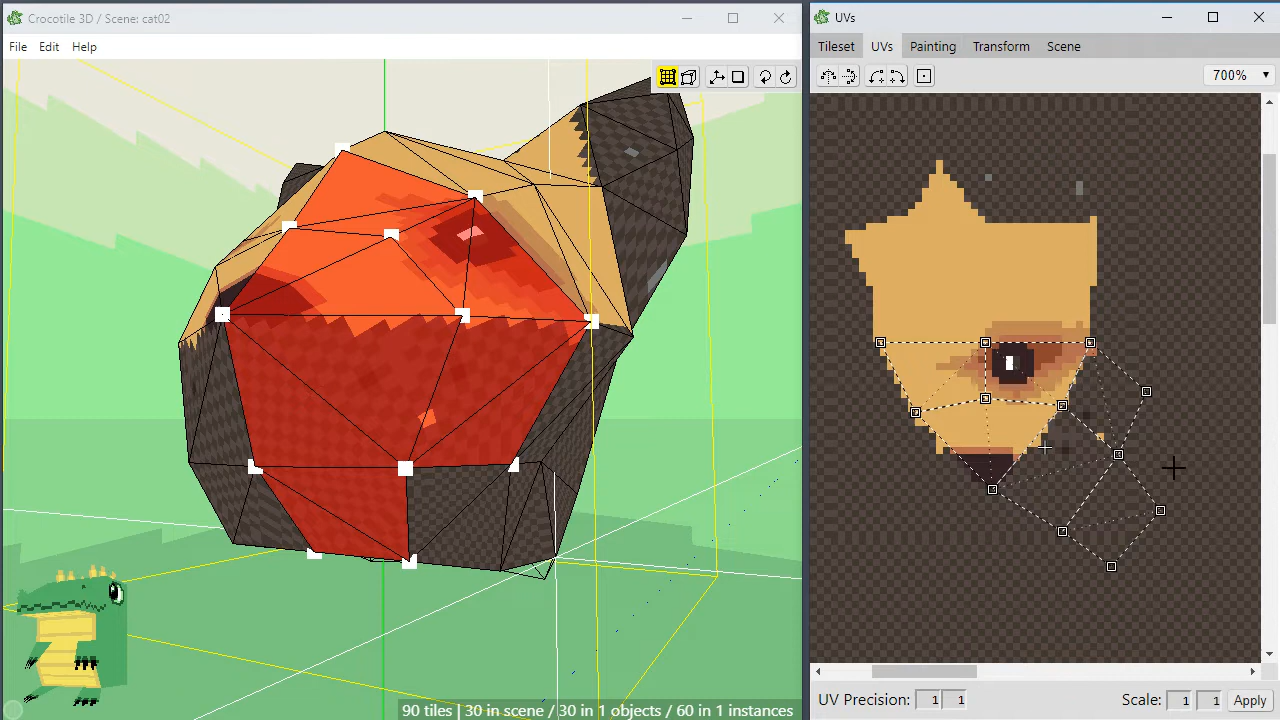 Crocotile 3D / Scene: cat02
File Edit Help
90 tiles | 30 in scene / 30 in 1 objects / 60 in 1 instances
UVs
Tileset UVs Painting Transform Scene
700%
UV Precision: 1 1 Scale: 1 1 Apply